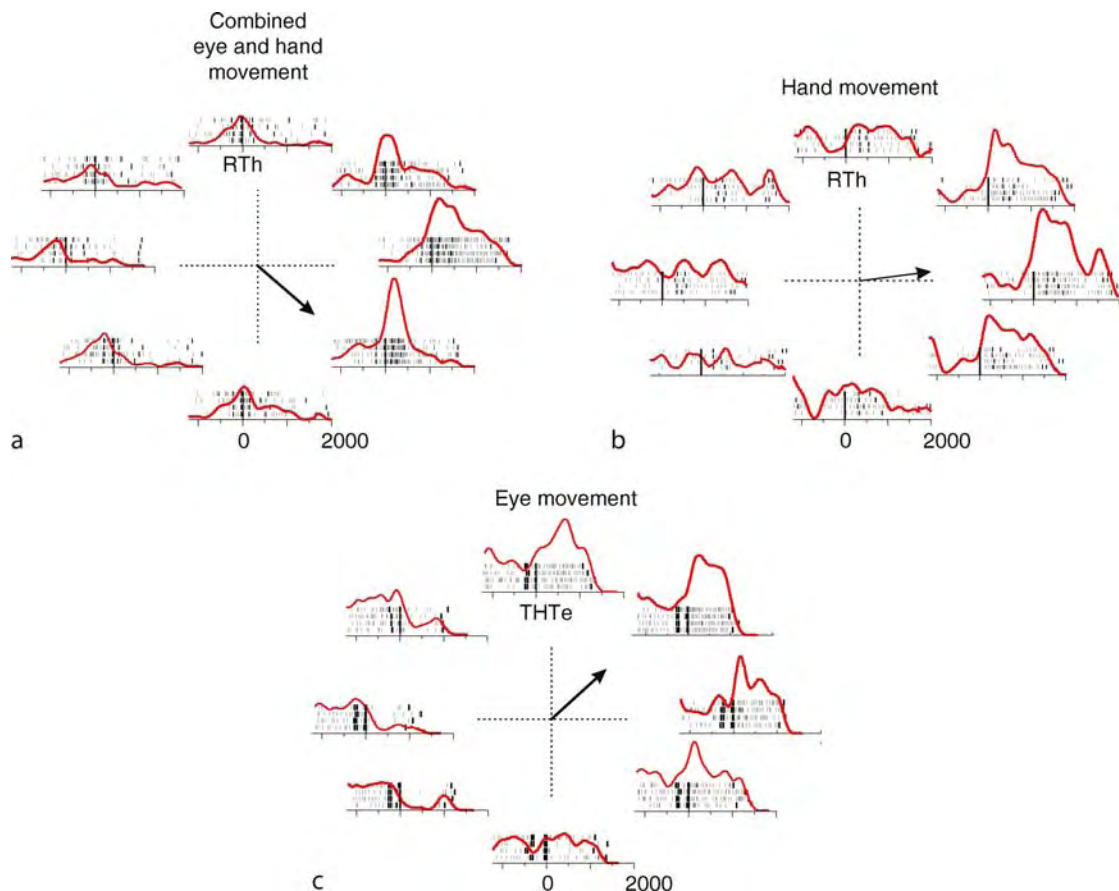 Combined
eye and hand
movement
RTh
0 2000
a
Hand movement
RTh
0 2000
b
Eye movement
THTe
0 2000
c